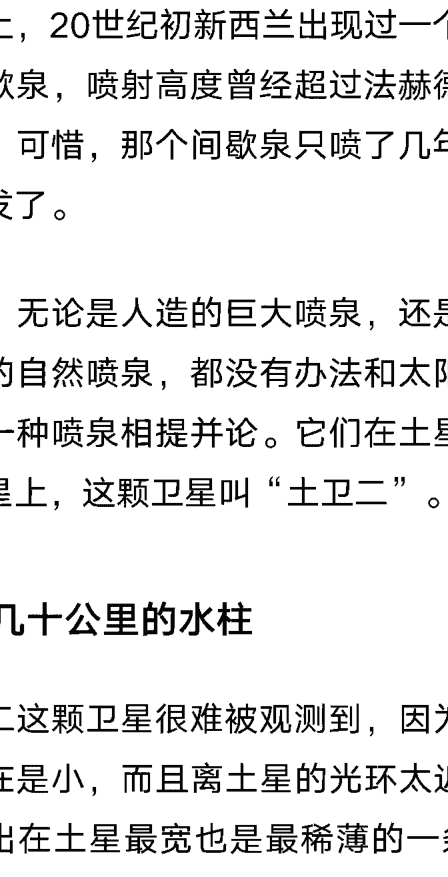 ，20世纪初新西兰出现过一
泉，喷射高度曾经超过法赫
可惜，那个间歇泉只喷了几
发了。
无论是人造的巨大喷泉，还是
的自然喷泉，都没有办法和太
一种喷泉相提并论。它们在土星
星上，这颗卫星叫“土卫二”。
几十公里的水柱
二这颗卫星很难被观测到，因为
在是小，而且离土星的光环太近
出在土星最宽也是最稀薄的一条